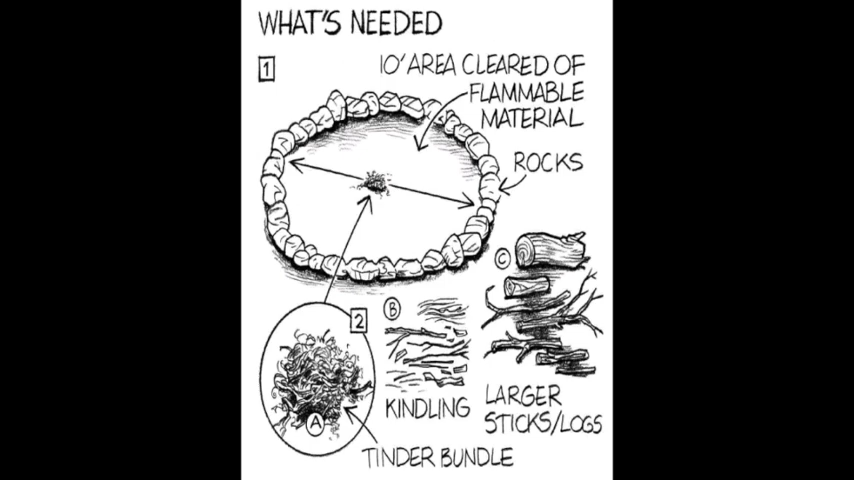 WHAT'S NEEDED
1
10' AREA CLEARED OF
FLAMMABLE
MATERIAL
ROCKS
C
2
B
A
KINDLING
LARGER
STICKS/LOGS
TINDER BUNDLE